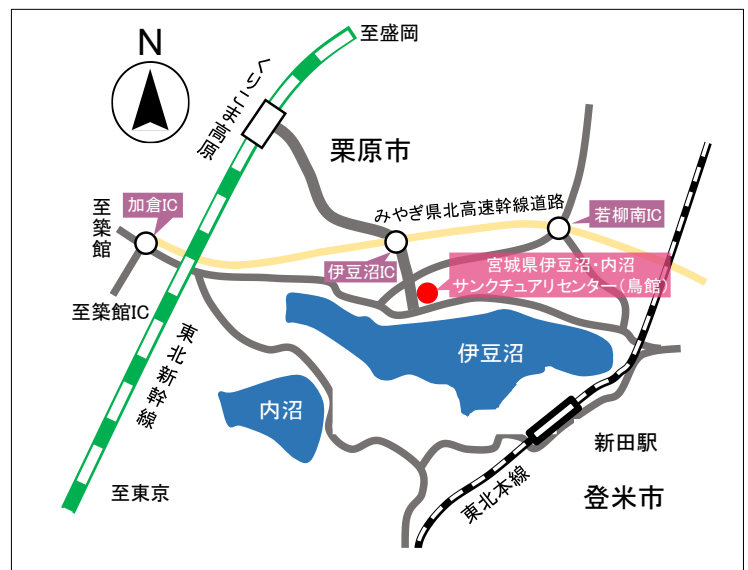 N
至盛岡
くりこま高原
栗原市
みやぎ県北高速幹線道路
至築館
加倉IC
若柳南IC
伊豆沼IC
宮城県伊豆沼・内沼
サンクチュアリセンター（鳥館）
至築館IC
東北新幹線
伊豆沼
内沼
新田駅
至東京
東北本線
登米市